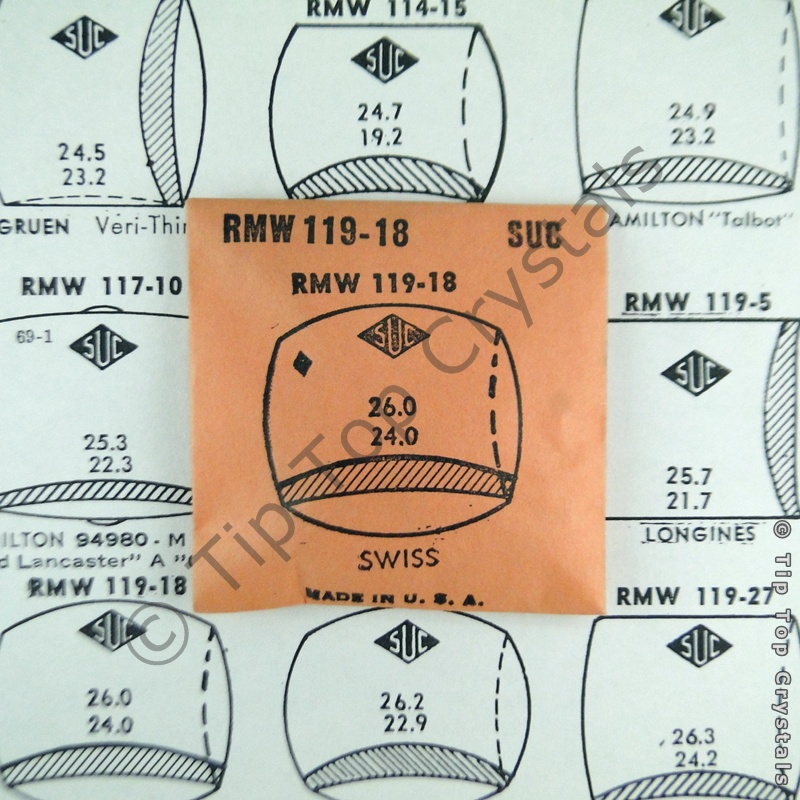 RMW 114-15
SUC
SUC
SUC
24.5
23.2
24.7
19.2
24.9
23.2
GRUEN Veri-Thin
AMILTON "Talbot"
RMW 119-18 SUC
RMW 117-10
RMW 119-18
RMW 119-5
69-1
SUC
SUC
SUC
25.3
22.3
26.0
24.0
25.7
21.7
ILTON 94980-M
d Lancaster" A "
SWISS
LONGINES
MADE IN U. S. A.
RMW 119-18
RMW 119-27
SUC
SUC
SUC
26.0
24.0
26.2
22.9
26.3
24.2
© Tip Top Crystals
© Tip Top Crystals